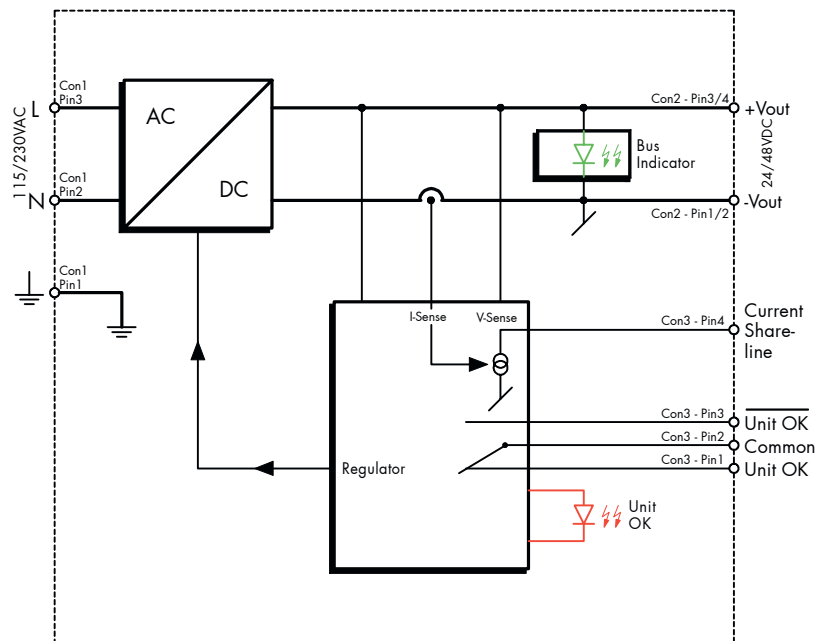 Con1
Pin3
L
AC
DC
115/230VAC
Con1
Pin2
N
Con1
Pin1
Con2 - Pin3/4
+Vout
24/48VDC
Bus
Indicator
-Vout
Con2 - Pin1/2
I-Sense
V-Sense
Con3 - Pin4
Current
Share-
line
Con3 - Pin3
Unit OK
Con3 - Pin2
Common
Con3 - Pin1
Unit OK
Regulator
Unit
OK